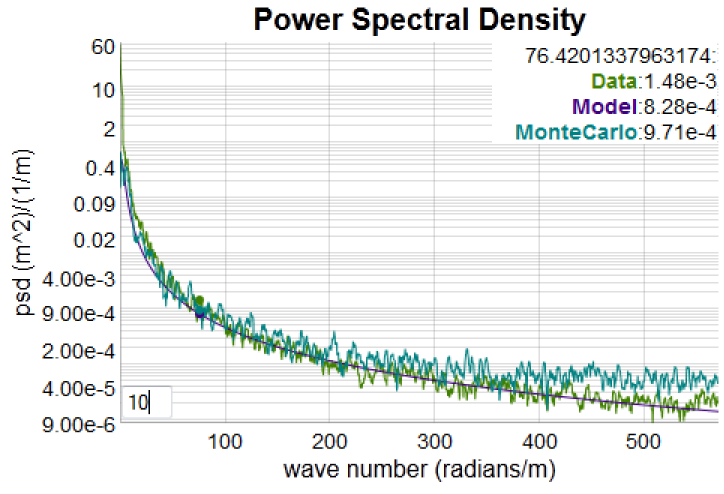 Power Spectral Density
76.4201337963174:
Data:1.48e-3
Model:8.28e-4
MonteCarlo:9.71e-4
psd (m^2)/(1/m)
60
10
2
0.4
0.09
0.02
4.00e-3
9.00e-4
2.00e-4
4.00e-5
9.00e-6
10
100
200
300
400
500
wave number (radians/m)